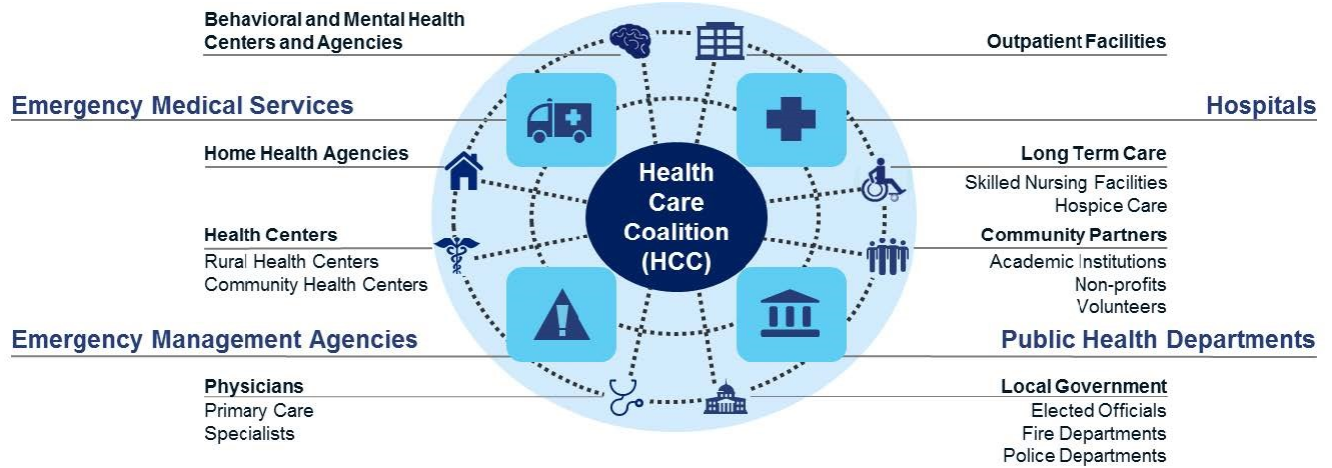 Behavioral and Mental Health
Centers and Agencies
Outpatient Facilities
Emergency Medical Services
Hospitals
Home Health Agencies
Long Term Care
Skilled Nursing Facilities
Hospice Care
Health
Care
Coalition
(HCC)
Health Centers
Rural Health Centers
Community Health Centers
Community Partners
Academic Institutions
Non-profits
Volunteers
Emergency Management Agencies
Public Health Departments
Physicians
Primary Care
Specialists
Local Government
Elected Officials
Fire Departments
Police Departments